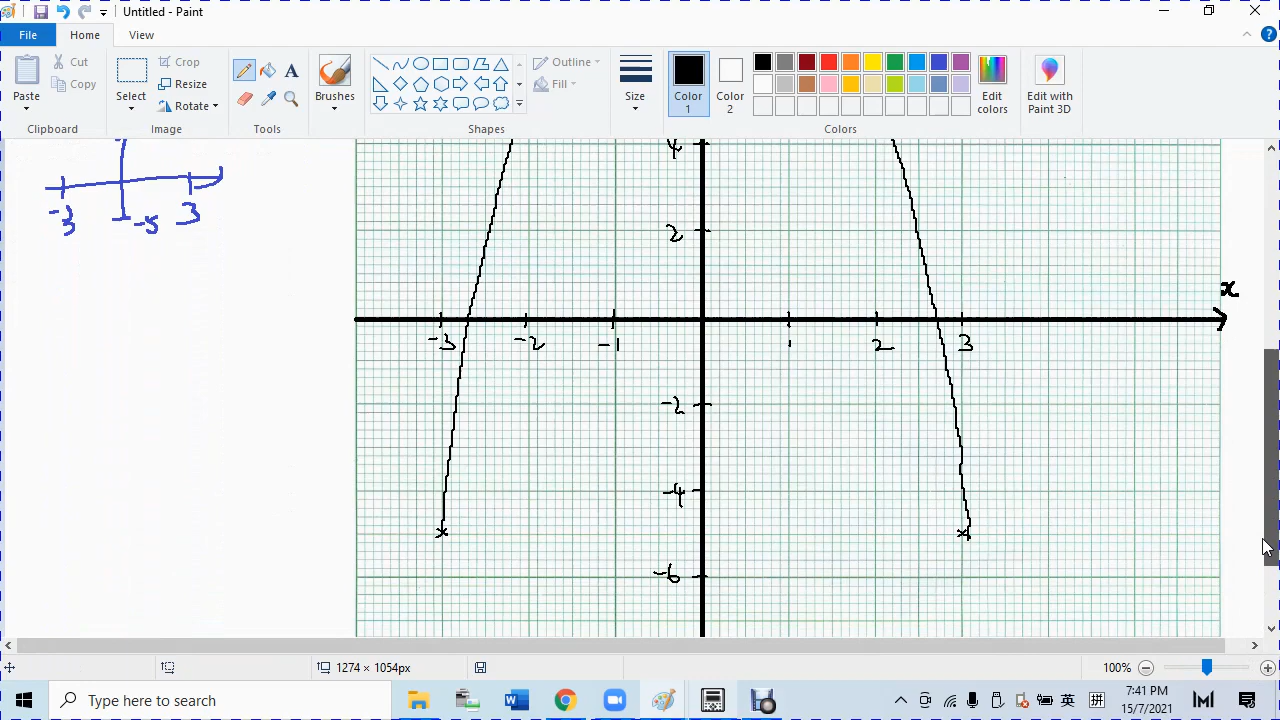 Untitled - Paint
File
Home
View
Paste
Cut
Copy
Clipboard
Select
Crop
Resize
Rotate
Image
A
Tools
Brushes
Outline
Fill
Shapes
Size
Color 1
Color 2
Edit colors
Colors
Edit with Paint 3D
-3
-5
3
4
2
x
-3
-2
-1
1
2
3
-2
-4
-6
1274 × 1054px
100%
Type here to search
英
拼
7:41 PM
15/7/2021